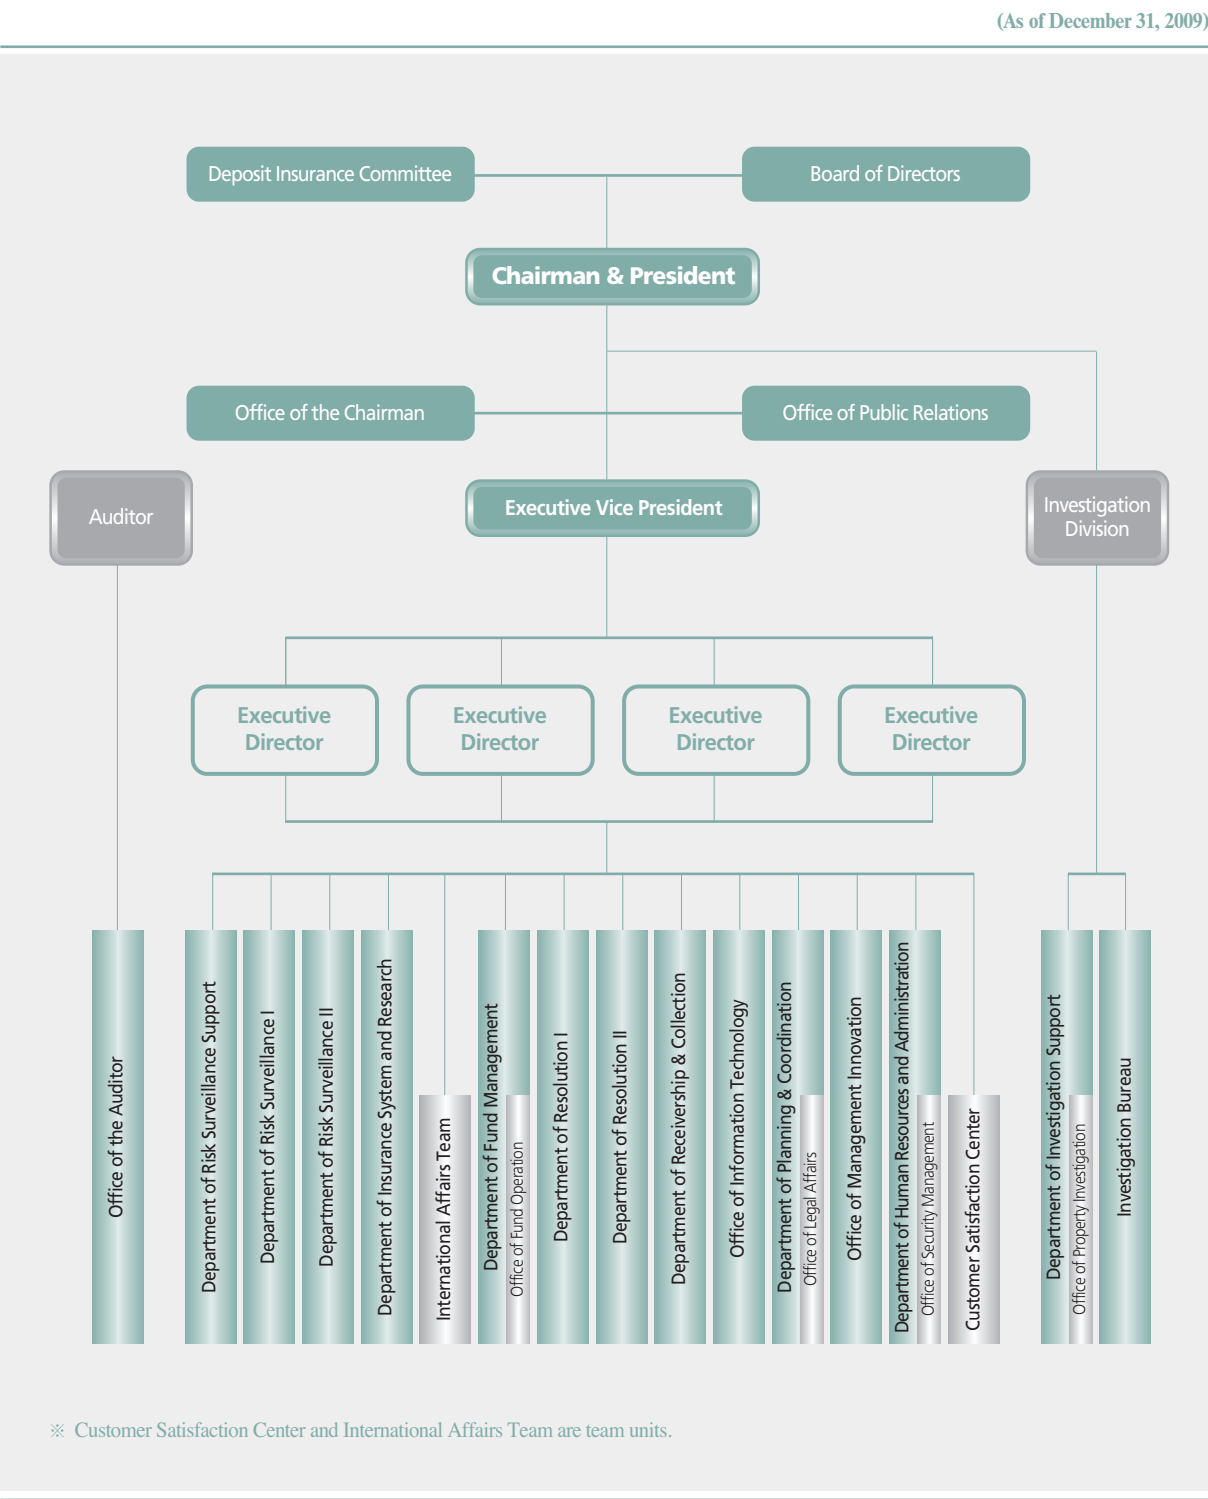 (As of December 31, 2009)
Deposit Insurance Committee
Board of Directors
Chairman & President
Office of the Chairman
Office of Public Relations
Auditor
Executive Vice President
Investigation
Division
Executive
Director
Executive
Director
Executive
Director
Executive
Director
Office of the Auditor
Department of Risk Surveillance Support
Department of Risk Surveillance I
Department of Risk Surveillance II
Department of Insurance System and Research
International Affairs Team
Department of Fund Management
Office of Fund Operation
Department of Resolution I
Department of Resolution II
Department of Receivership & Collection
Office of Information Technology
Department of Planning & Coordination
Office of Legal Affairs
Office of Management Innovation
Department of Human Resources and Administration
Office of Security Management
Customer Satisfaction Center
Department of Investigation Support
Office of Property Investigation
Investigation Bureau
※ Customer Satisfaction Center and International Affairs Team are team units.